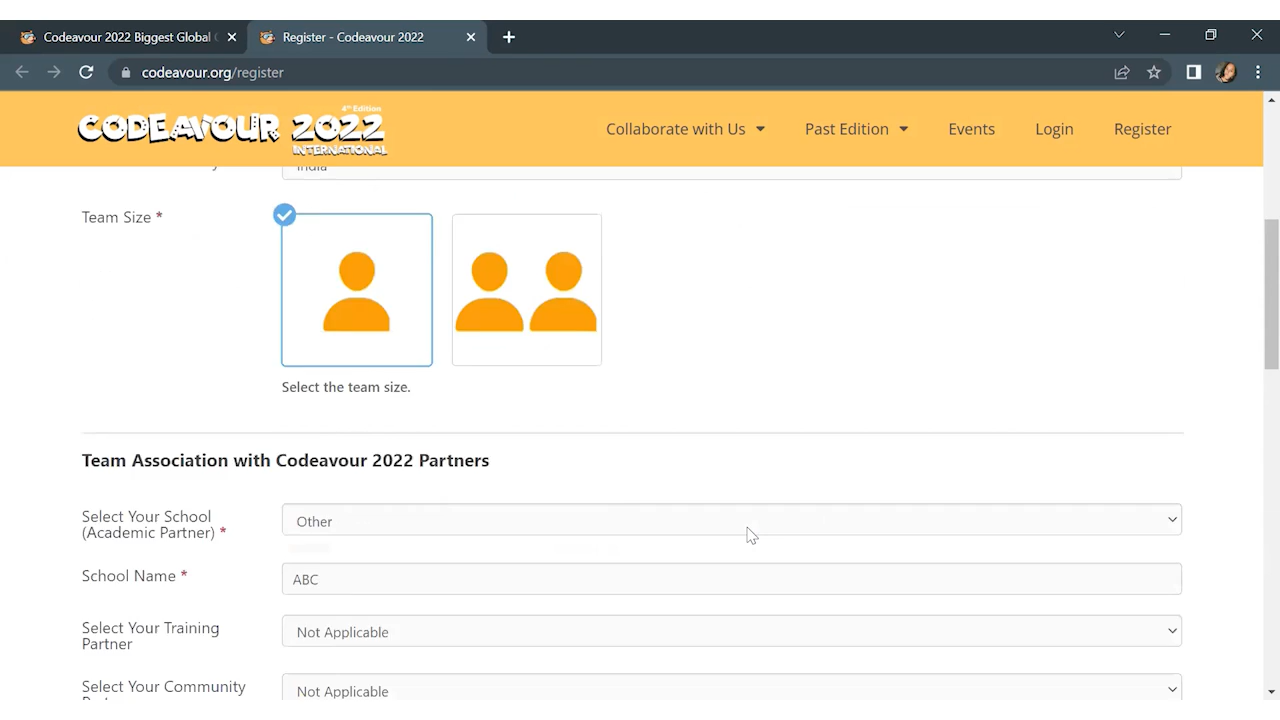 Codeavour 2022 Biggest Global
Register - Codeavour 2022
codeavour.org/register
4th Edition
CODEAVOUR 2022
INTERNATIONAL
Collaborate with Us
Past Edition
Events
Login
Register
India
Team Size *
Select the team size.
Team Association with Codeavour 2022 Partners
Select Your School
(Academic Partner) *
Other
School Name *
ABC
Select Your Training
Partner
Not Applicable
Select Your Community
Not Applicable